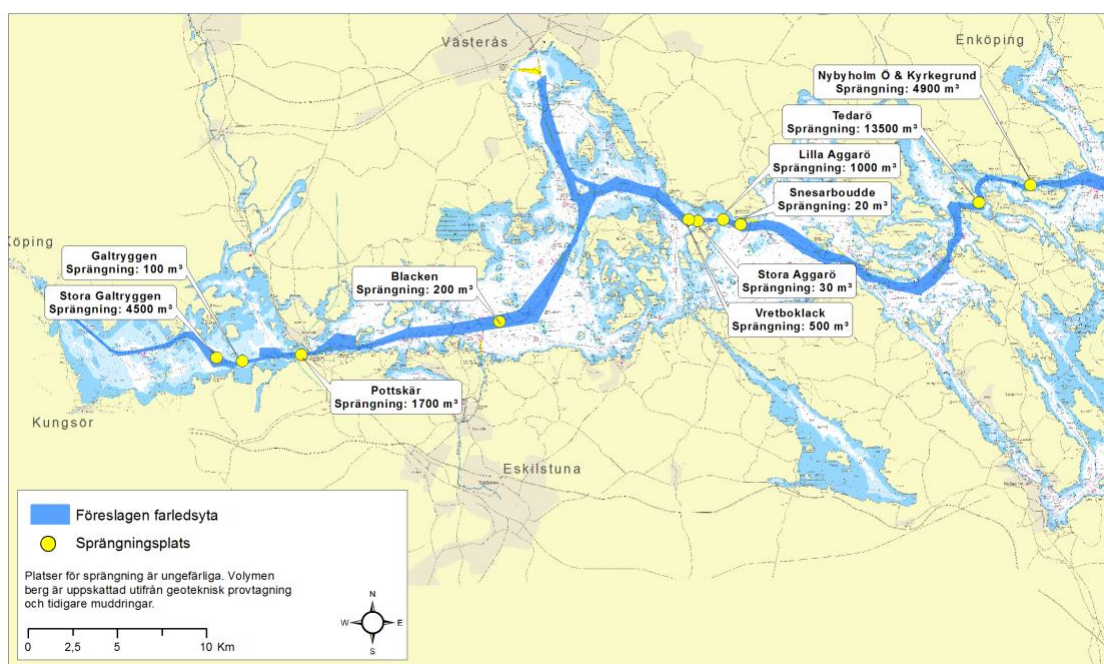 Västerås
Enköping
Nybyholm Ö & Kyrkegrund
Sprängning: 4900 m³
Tedarö
Sprängning: 13500 m³
Lilla Aggarö
Sprängning: 1000 m³
Snesarboudde
Sprängning: 20 m³
Köping
Galtryggen
Sprängning: 100 m³
Blacken
Sprängning: 200 m³
Stora Aggarö
Sprängning: 30 m³
Stora Galtryggen
Sprängning: 4500 m³
Vretboklack
Sprängning: 500 m³
Pottskär
Sprängning: 1700 m³
Kungsör
Eskilstuna
Föreslagen farledsyta
Sprängningsplats
Platser för sprängning är ungefärliga. Volymen
berg är uppskattad utifrån geoteknisk provtagning
och tidigare muddringar.
N
W E
S
0 2,5 5 10 Km